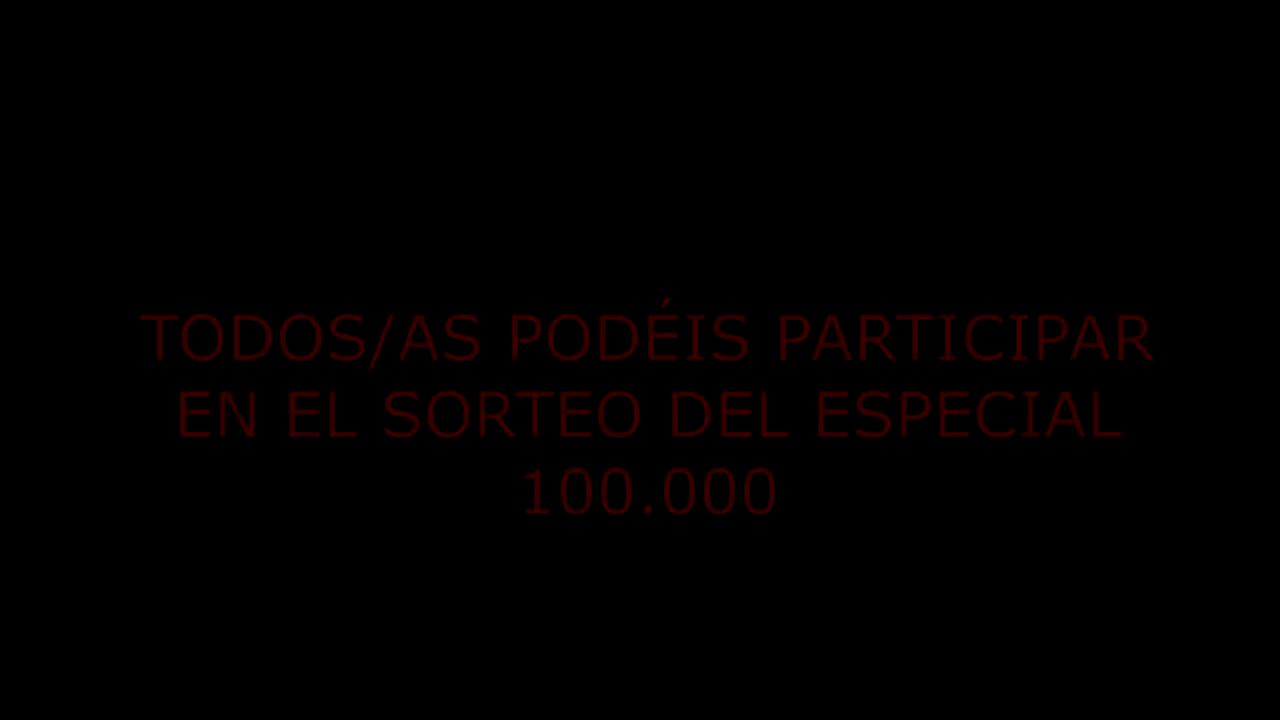 TODOS/AS PODÉIS PARTICIPAR
EN EL SORTEO DEL ESPECIAL
100.000